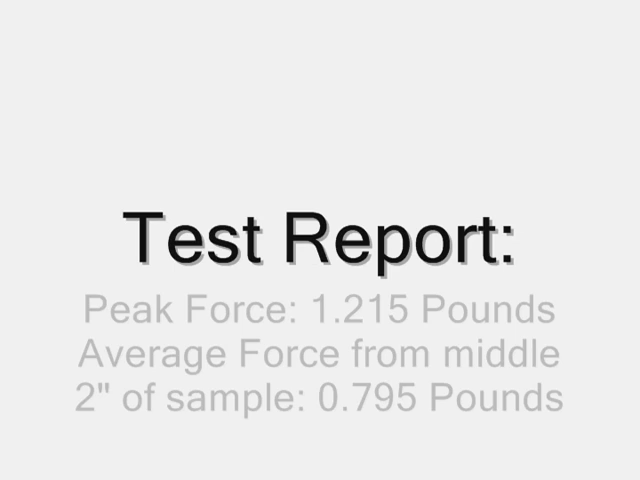 Test Report:
Peak Force: 1.215 Pounds
Average Force from middle
2" of sample: 0.795 Pounds